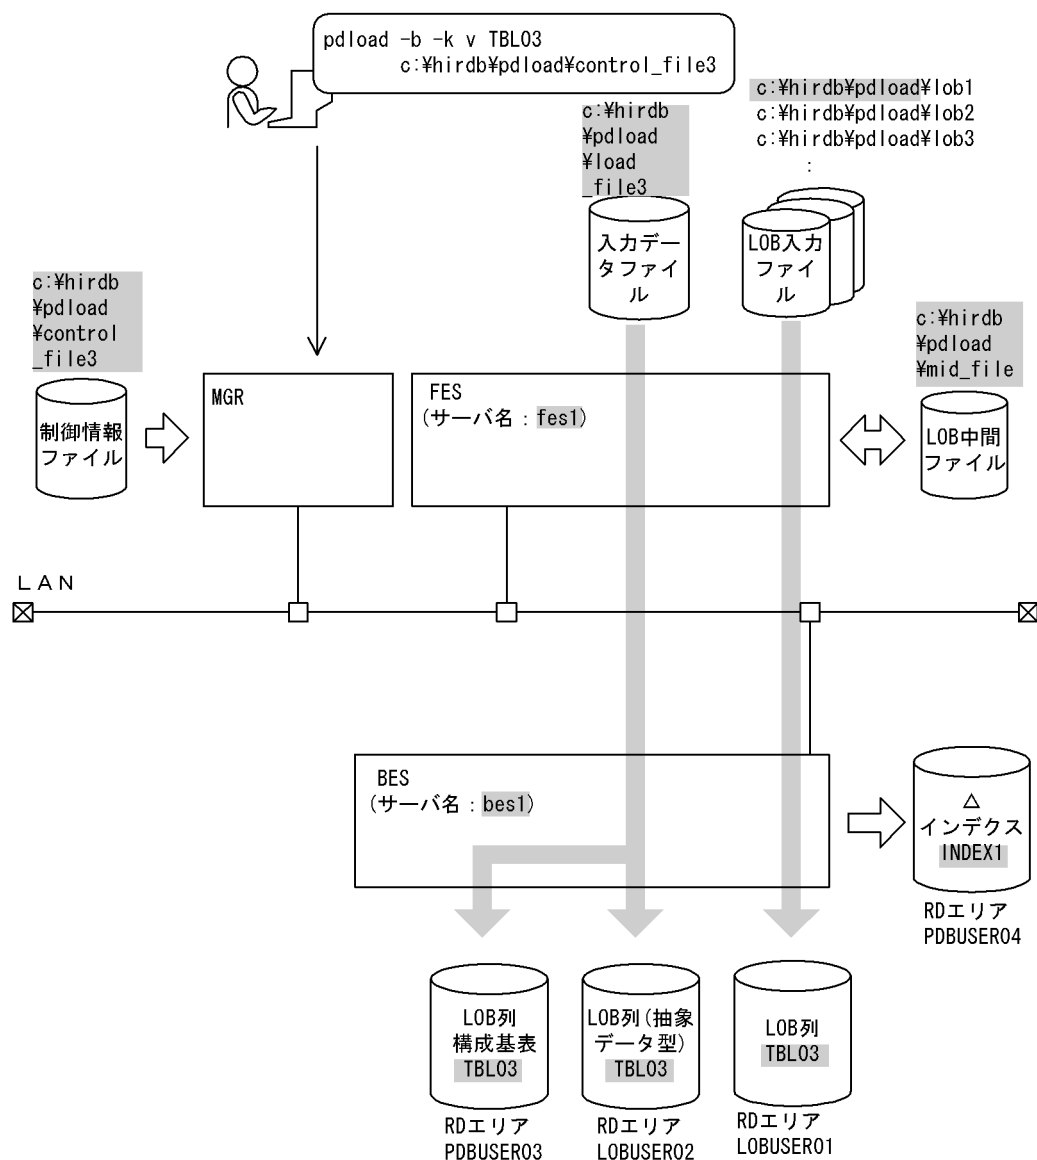 pdload -b -k v TBL03
c:¥hirdb¥pdload¥control_file3
c:¥hirdb¥pdload¥lob1
c:¥hirdb¥pdload¥lob2
c:¥hirdb¥pdload¥lob3
:
c:¥hirdb
¥pdload
¥load
_file3
入力デー
タファイ
ル
LOB入力
ファイ
ル
c:¥hirdb
¥pdload
¥control
_file3
制御情報
ファイル
MGR
FES
(サーバ名:fes1)
c:¥hirdb
¥pdload
¥mid_file
LOB中間
ファイル
LAN
BES
(サーバ名:bes1)
△
インデクス
INDEX1
RDエリア
PDBUSER04
LOB列
構成基表
TBL03
RDエリア
PDBUSER03
LOB列(抽象
データ型)
TBL03
RDエリア
LOBUSER02
LOB列
TBL03
RDエリア
LOBUSER01